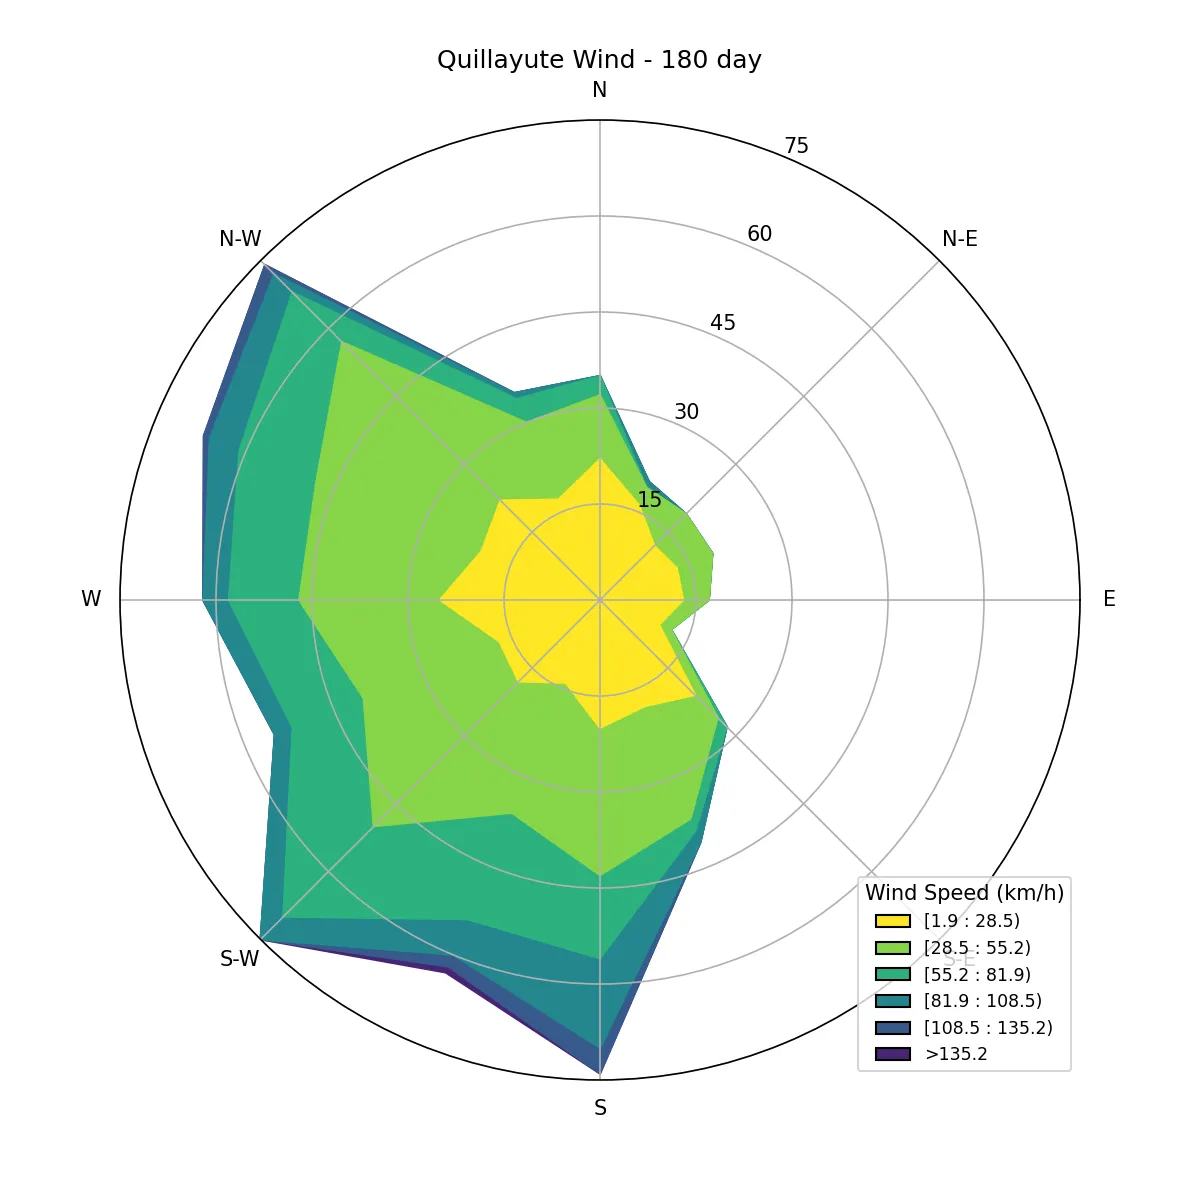 Quillayute Wind - 180 day
N
75
60
N-W
N-E
45
30
15
W
E
Wind Speed (km/h)
[1.9 : 28.5)
[28.5 : 55.2)
S-W
S-E
[55.2 : 81.9)
[81.9 : 108.5)
[108.5 : 135.2)
>135.2
S